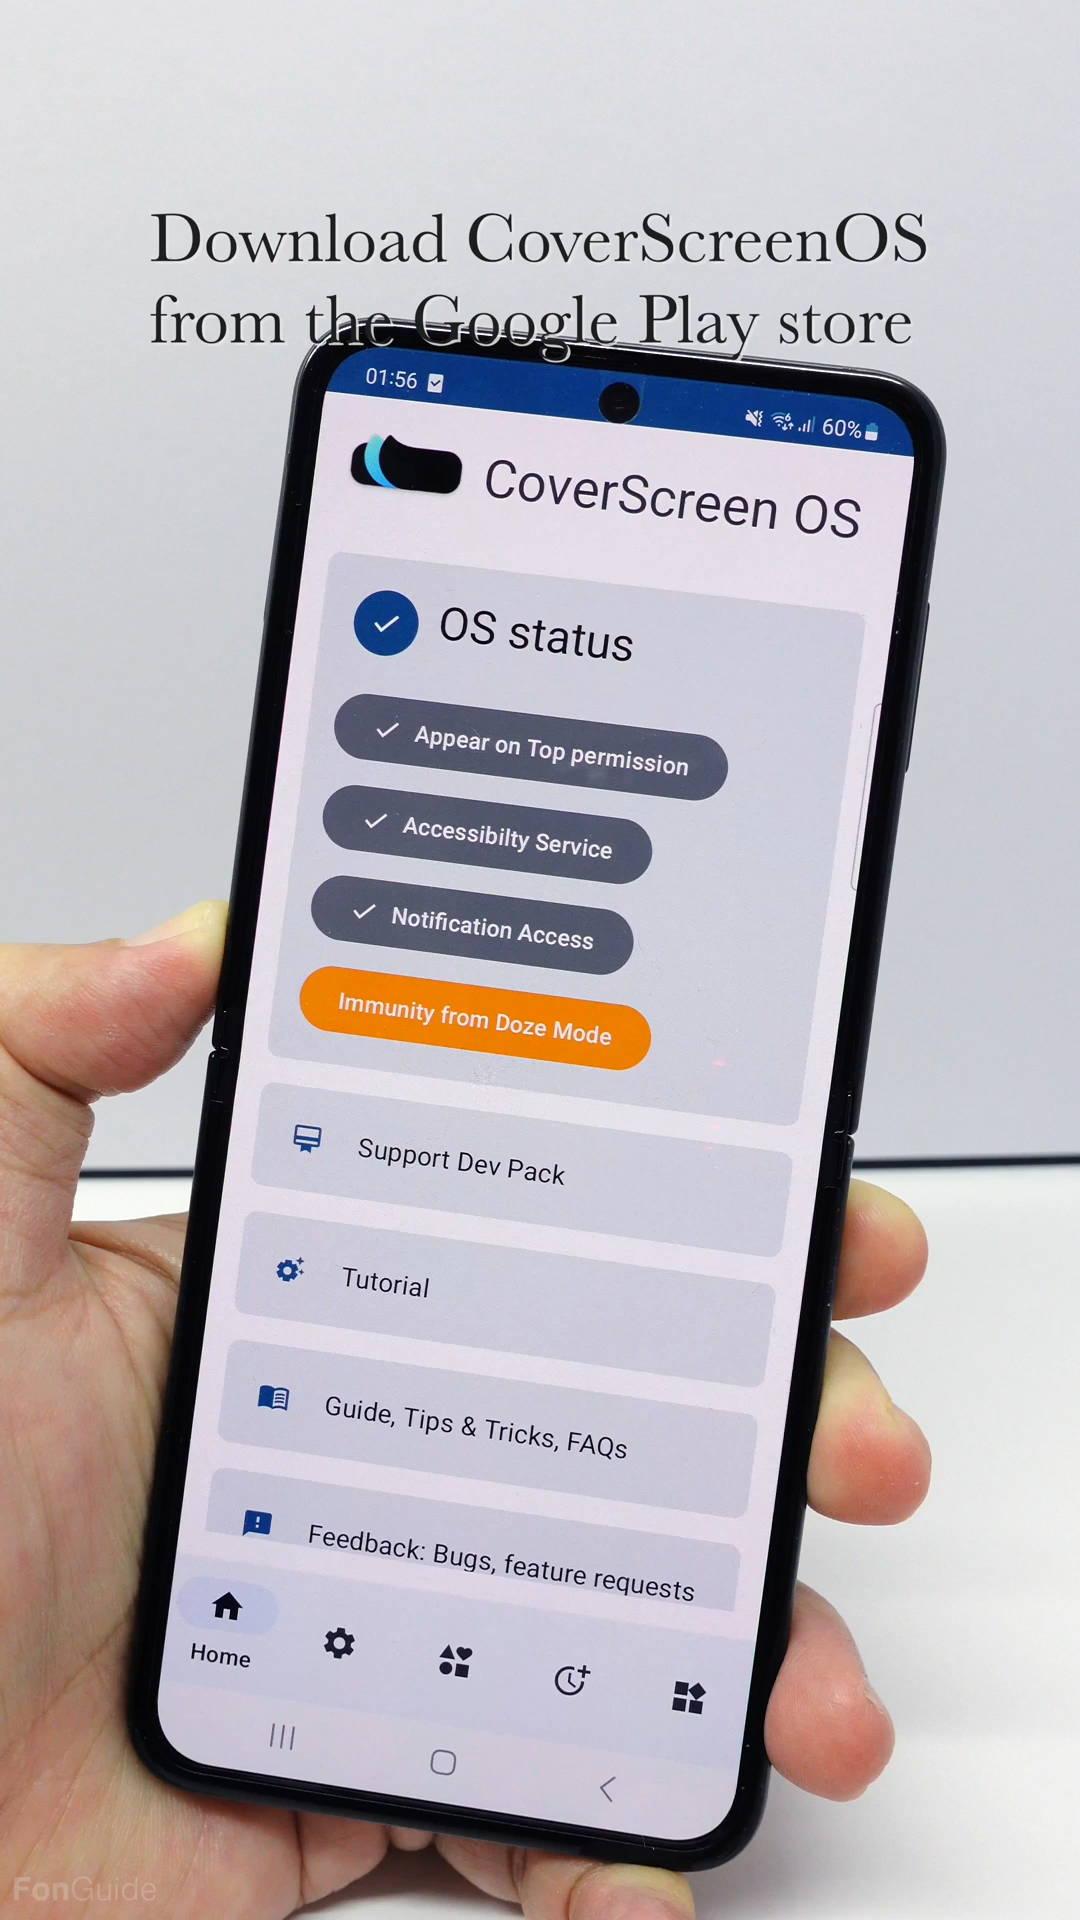 Download CoverScreenOS
from the Google Play store
01:56
60%
CoverScreen OS
OS status
Appear on Top permission
Accessibilty Service
Notification Access
Immunity from Doze Mode
Support Dev Pack
Tutorial
Guide, Tips & Tricks, FAQs
Feedback: Bugs, feature requests
Home
FonGuide